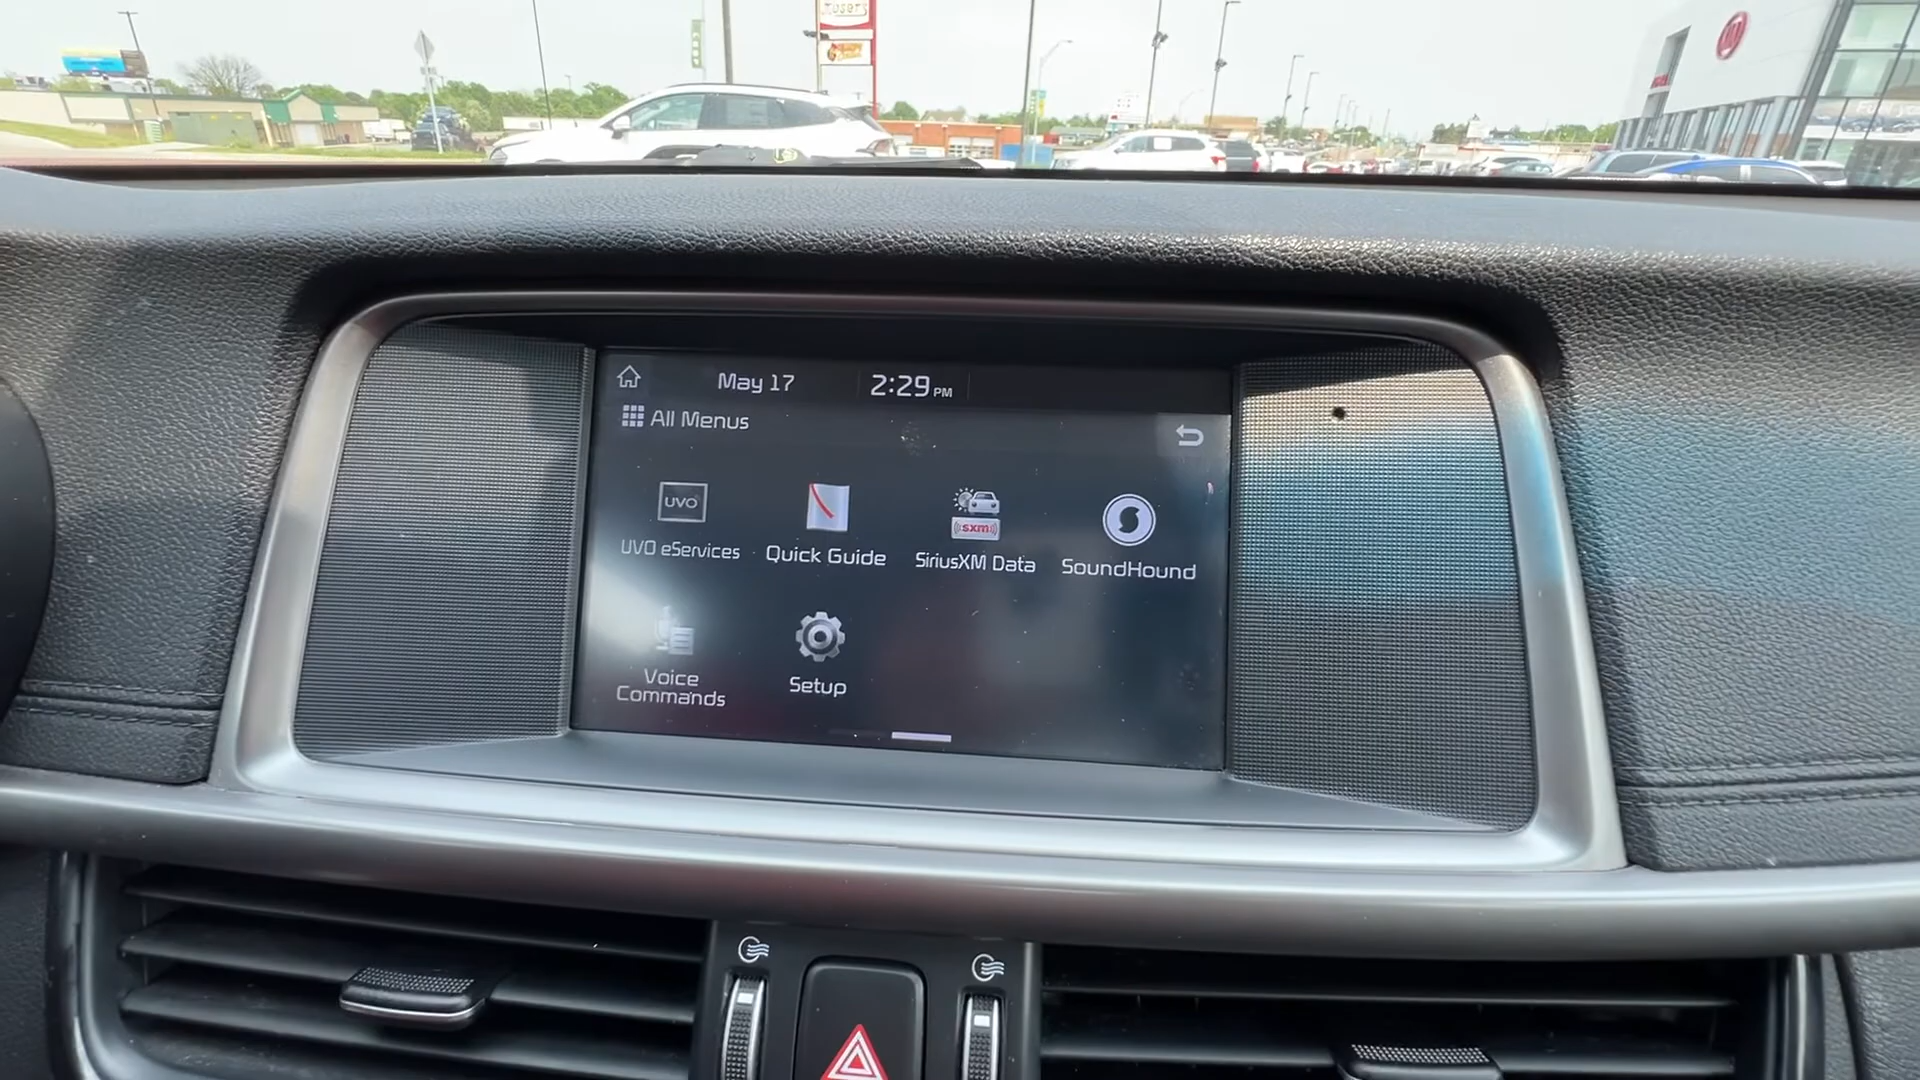 May 17
2:29 PM
All Menus
UVO
sxm
UVO eServices
Quick Guide
SiriusXM Data
SoundHound
Voice
Commands
Setup